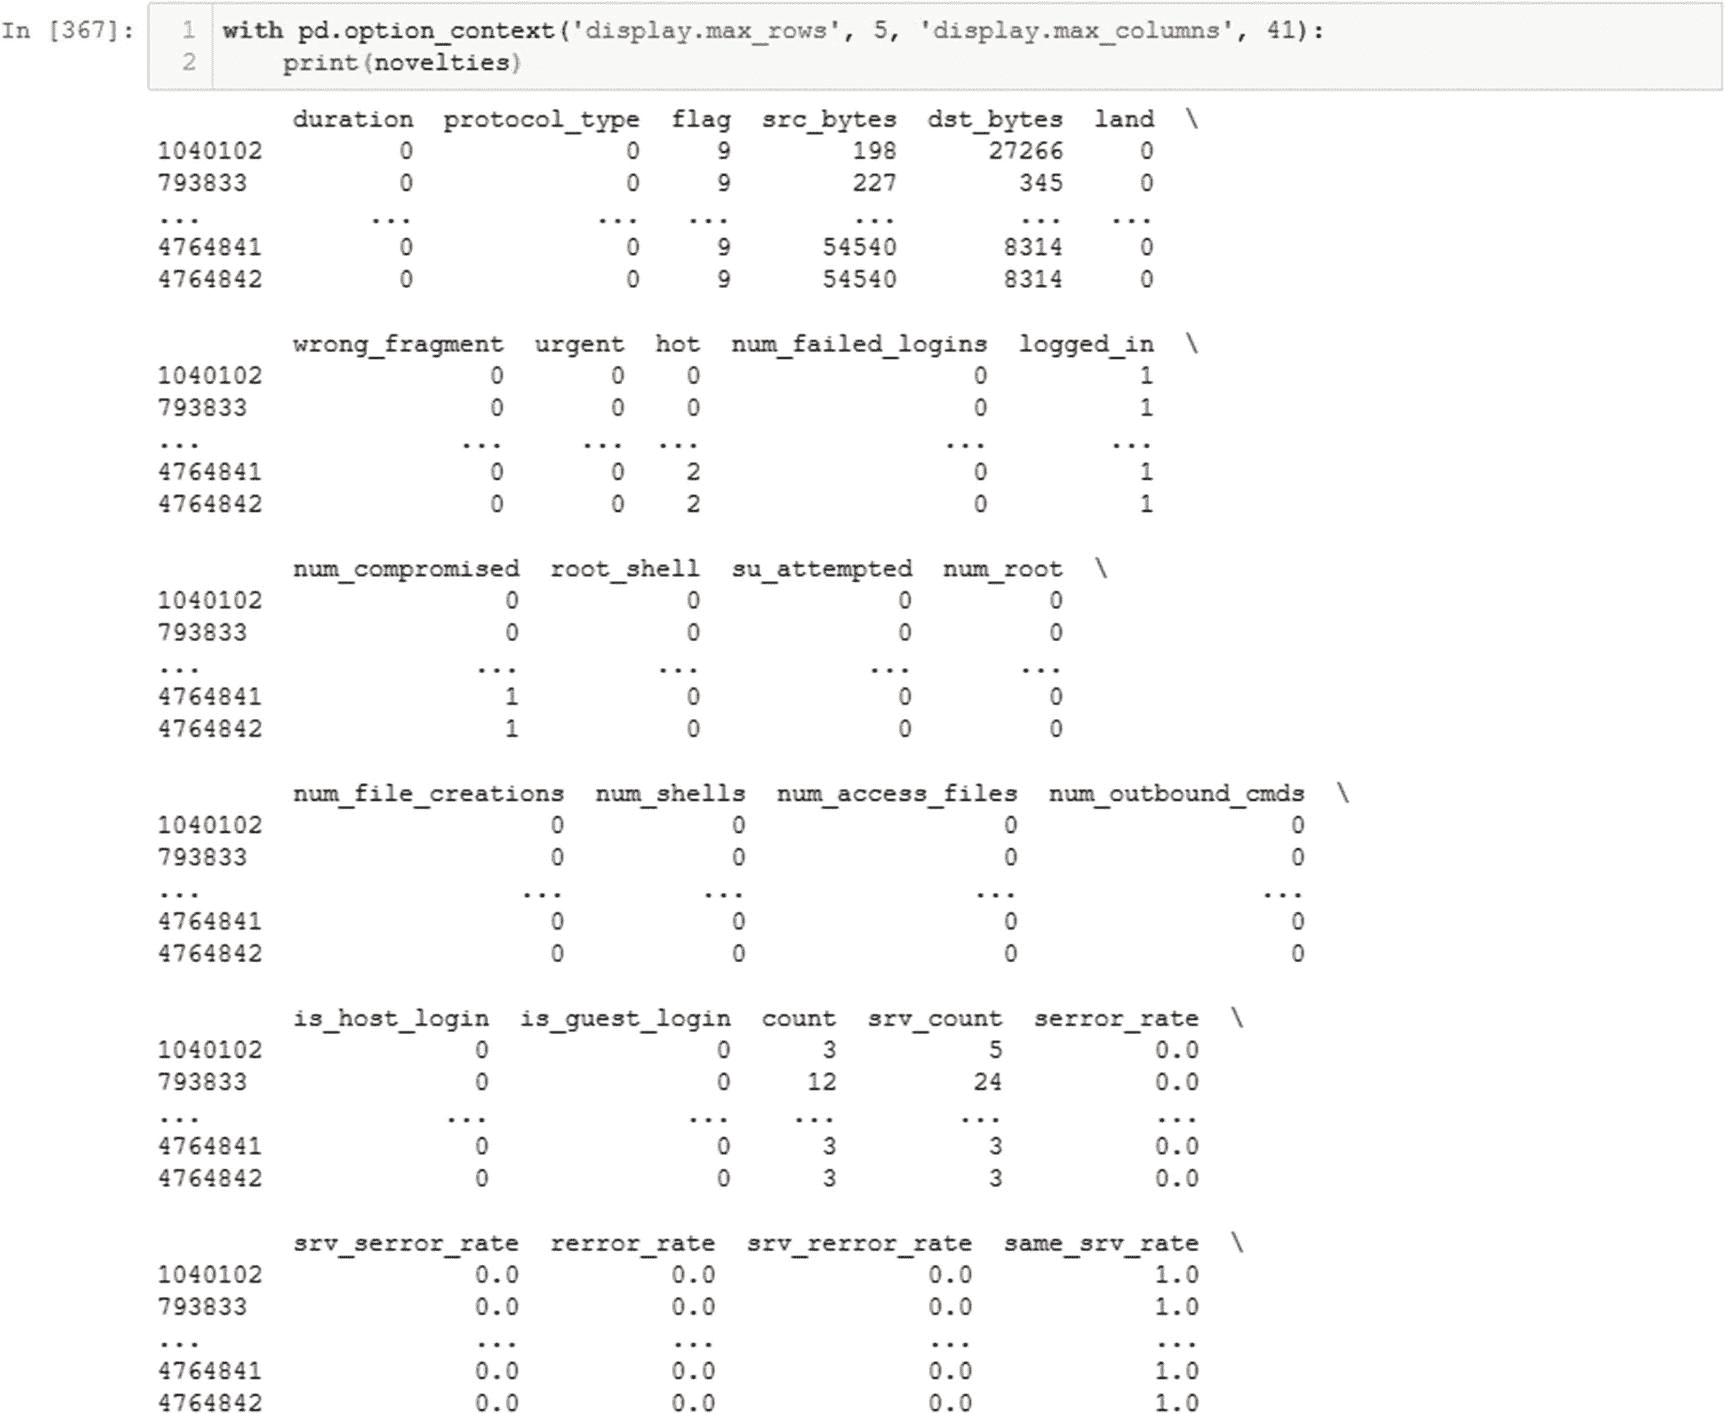 In [367]: 1 with pd.option_context('display.max_rows', 5, 'display.max_columns', 41):
2     print(novelties)
duration protocol_type flag src_bytes dst_bytes land \
1040102 0 0 9 198 27266 0
793833 0 0 9 227 345 0
... ... ... ... ... ... ...
4764841 0 0 9 54540 8314 0
4764842 0 0 9 54540 8314 0
wrong_fragment urgent hot num_failed_logins logged_in \
1040102 0 0 0 0 1
793833 0 0 0 0 1
... ... ... ... ... ...
4764841 0 0 2 0 1
4764842 0 0 2 0 1
num_compromised root_shell su_attempted num_root \
1040102 0 0 0 0
793833 0 0 0 0
... ... ... ... ...
4764841 1 0 0 0
4764842 1 0 0 0
num_file_creations num_shells num_access_files num_outbound_cmds \
1040102 0 0 0 0
793833 0 0 0 0
... ... ... ... ...
4764841 0 0 0 0
4764842 0 0 0 0
is_host_login is_guest_login count srv_count serror_rate \
1040102 0 0 3 5 0.0
793833 0 0 12 24 0.0
... ... ... ... ... ...
4764841 0 0 3 3 0.0
4764842 0 0 3 3 0.0
srv_serror_rate rerror_rate srv_rerror_rate same_srv_rate \
1040102 0.0 0.0 0.0 1.0
793833 0.0 0.0 0.0 1.0
... ... ... ... ...
4764841 0.0 0.0 0.0 1.0
4764842 0.0 0.0 0.0 1.0